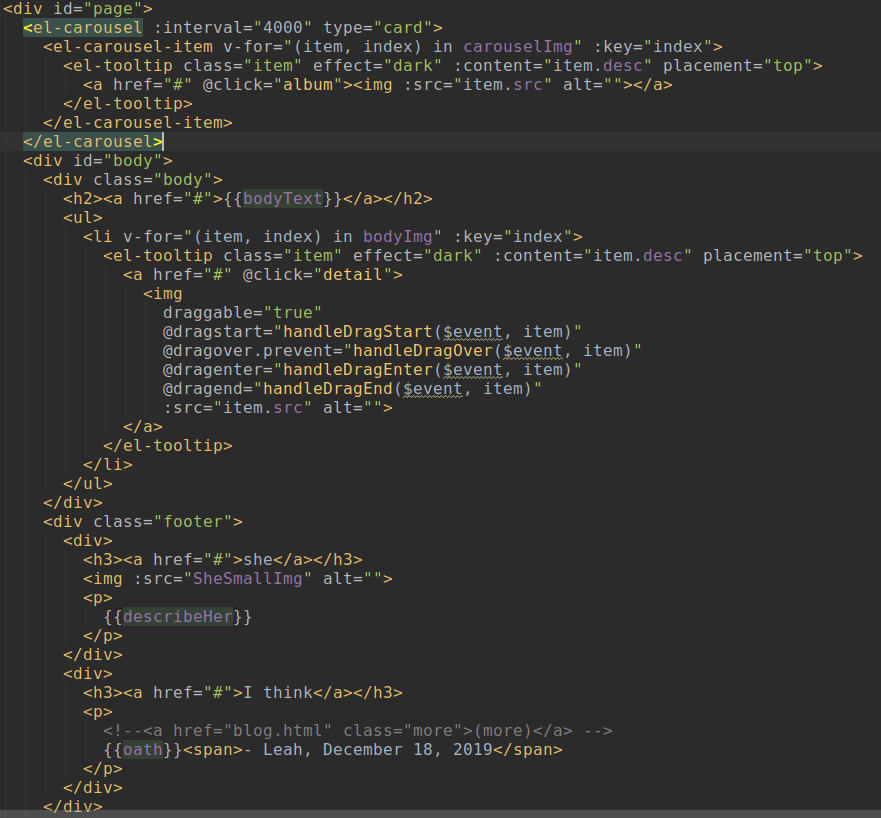 <div id="page">
  <el-carousel :interval="4000" type="card">
    <el-carousel-item v-for="(item, index) in carouselImg" :key="index">
      <el-tooltip class="item" effect="dark" :content="item.desc" placement="top">
        <a href="#" @click="album"><img :src="item.src" alt=""></a>
      </el-tooltip>
    </el-carousel-item>
  </el-carousel>
  <div id="body">
    <div class="body">
      <h2><a href="#">{{bodyText}}</a></h2>
      <ul>
        <li v-for="(item, index) in bodyImg" :key="index">
          <el-tooltip class="item" effect="dark" :content="item.desc" placement="top">
            <a href="#" @click="detail">
              <img
                draggable="true"
                @dragstart="handleDragStart($event, item)"
                @dragover.prevent="handleDragOver($event, item)"
                @dragenter="handleDragEnter($event, item)"
                @dragend="handleDragEnd($event, item)"
                :src="item.src" alt="">
            </a>
          </el-tooltip>
        </li>
      </ul>
    </div>
    <div class="footer">
      <div>
        <h3><a href="#">she</a></h3>
        <img :src="SheSmallImg" alt="">
        <p>
          {{describeHer}}
        </p>
      </div>
      <div>
        <h3><a href="#">I think</a></h3>
        <p>
          <!--<a href="blog.html" class="more">(more)</a> -->
          {{oath}}<span>- Leah, December 18, 2019</span>
        </p>
      </div>
    </div>